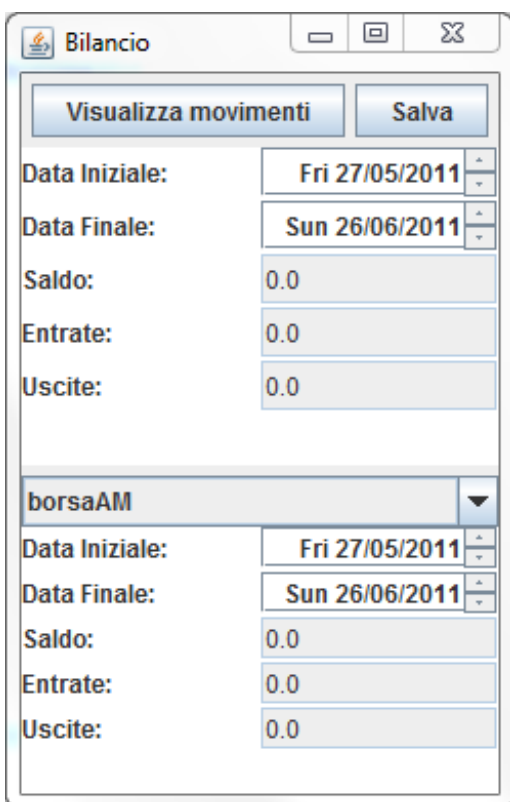 Bilancio
Visualizza movimenti Salva
Data Iniziale: Fri 27/05/2011
Data Finale: Sun 26/06/2011
Saldo: 0.0
Entrate: 0.0
Uscite: 0.0
borsaAM
Data Iniziale: Fri 27/05/2011
Data Finale: Sun 26/06/2011
Saldo: 0.0
Entrate: 0.0
Uscite: 0.0